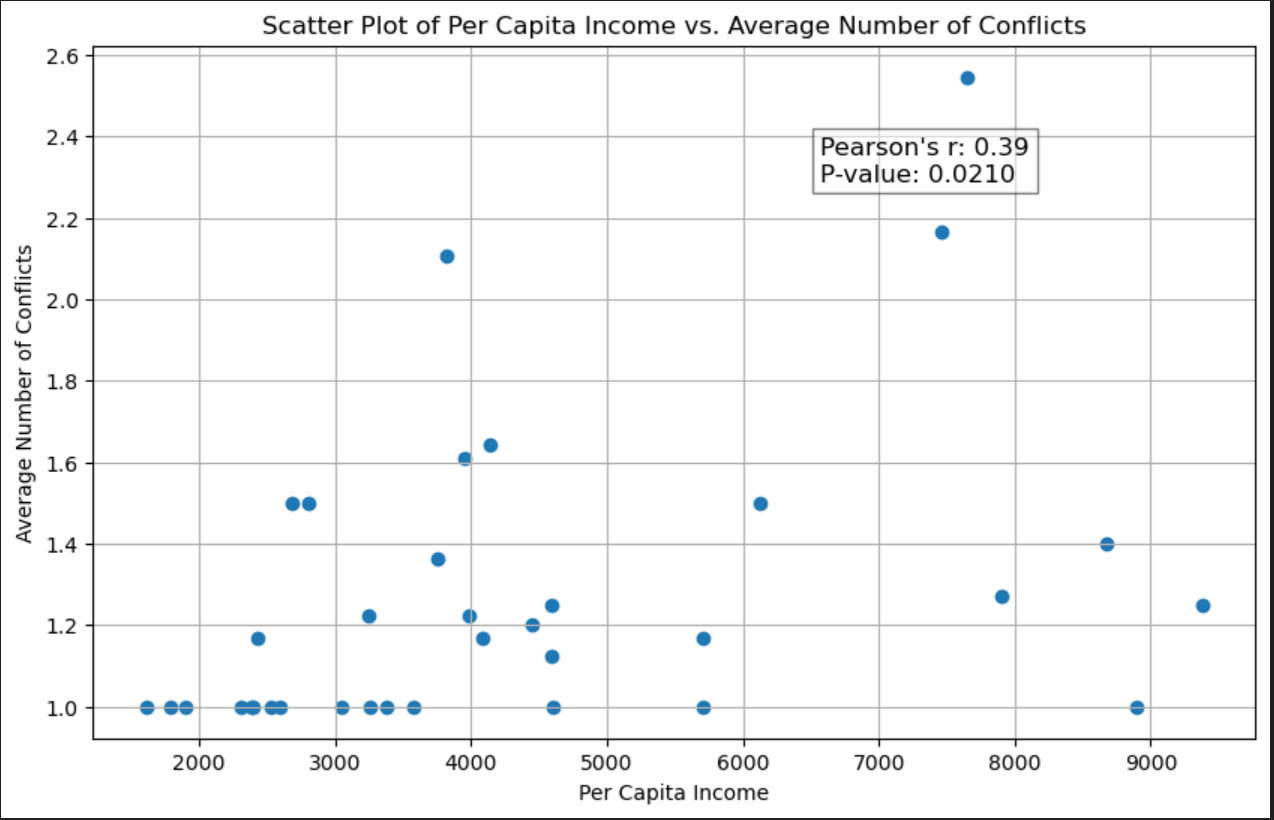 Scatter Plot of Per Capita Income vs. Average Number of Conflicts
2.6
2.4
2.2
2.0
1.8
1.6
1.4
1.2
1.0
Average Number of Conflicts
Pearson's r: 0.39
P-value: 0.0210
2000 3000 4000 5000 6000 7000 8000 9000
Per Capita Income